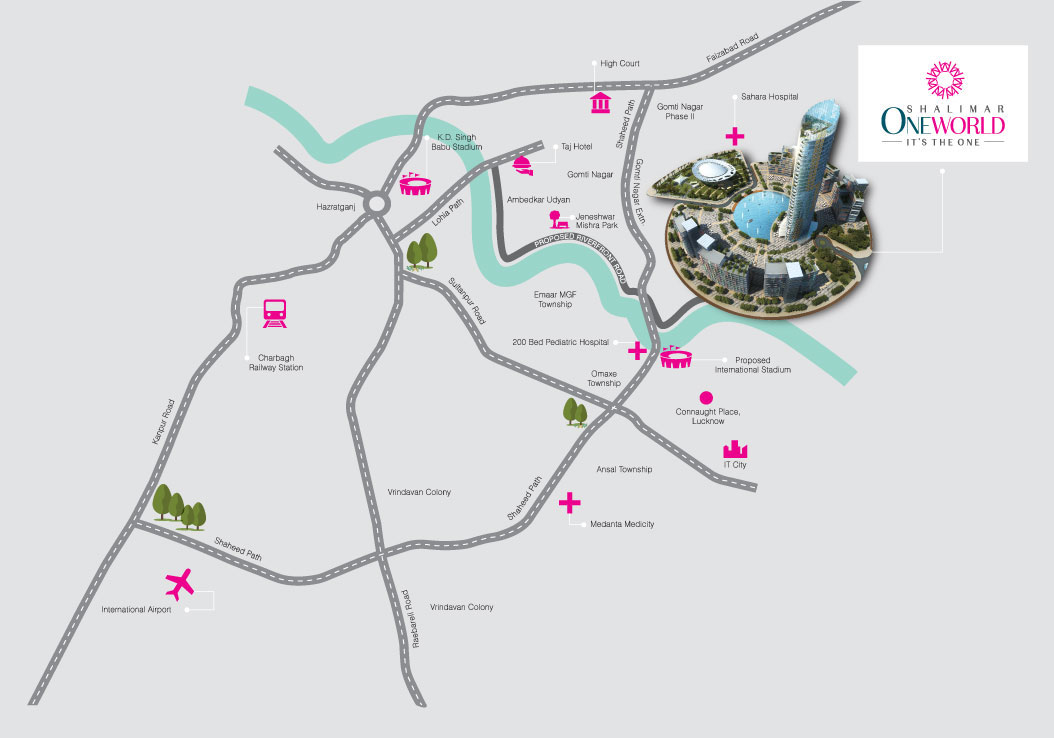 Faizabad Road
High Court
SHALIMAR
ONEWORLD
IT'S THE ONE
Sahara Hospital
Gomti Nagar
Phase II
Shaheed Path
K.D. Singh
Babu Stadium
Taj Hotel
Gomti Nagar
Gomti Nagar Extn
Ambedkar Udyan
Hazratganj
Lohia Path
Jeneshwar
Mishra Park
PROPOSED RIVERFRONT ROAD
Sultanpur Road
Emaar MGF
Township
200 Bed Pediatric Hospital
Proposed
International Stadium
Charbagh
Railway Station
Omaxe
Township
Connaught Place,
Lucknow
Kanpur Road
IT City
Ansal Township
Vrindavan Colony
Shaheed Path
Medanta Medicity
Shaheed Path
International Airport
Raebareli Road
Vrindavan Colony